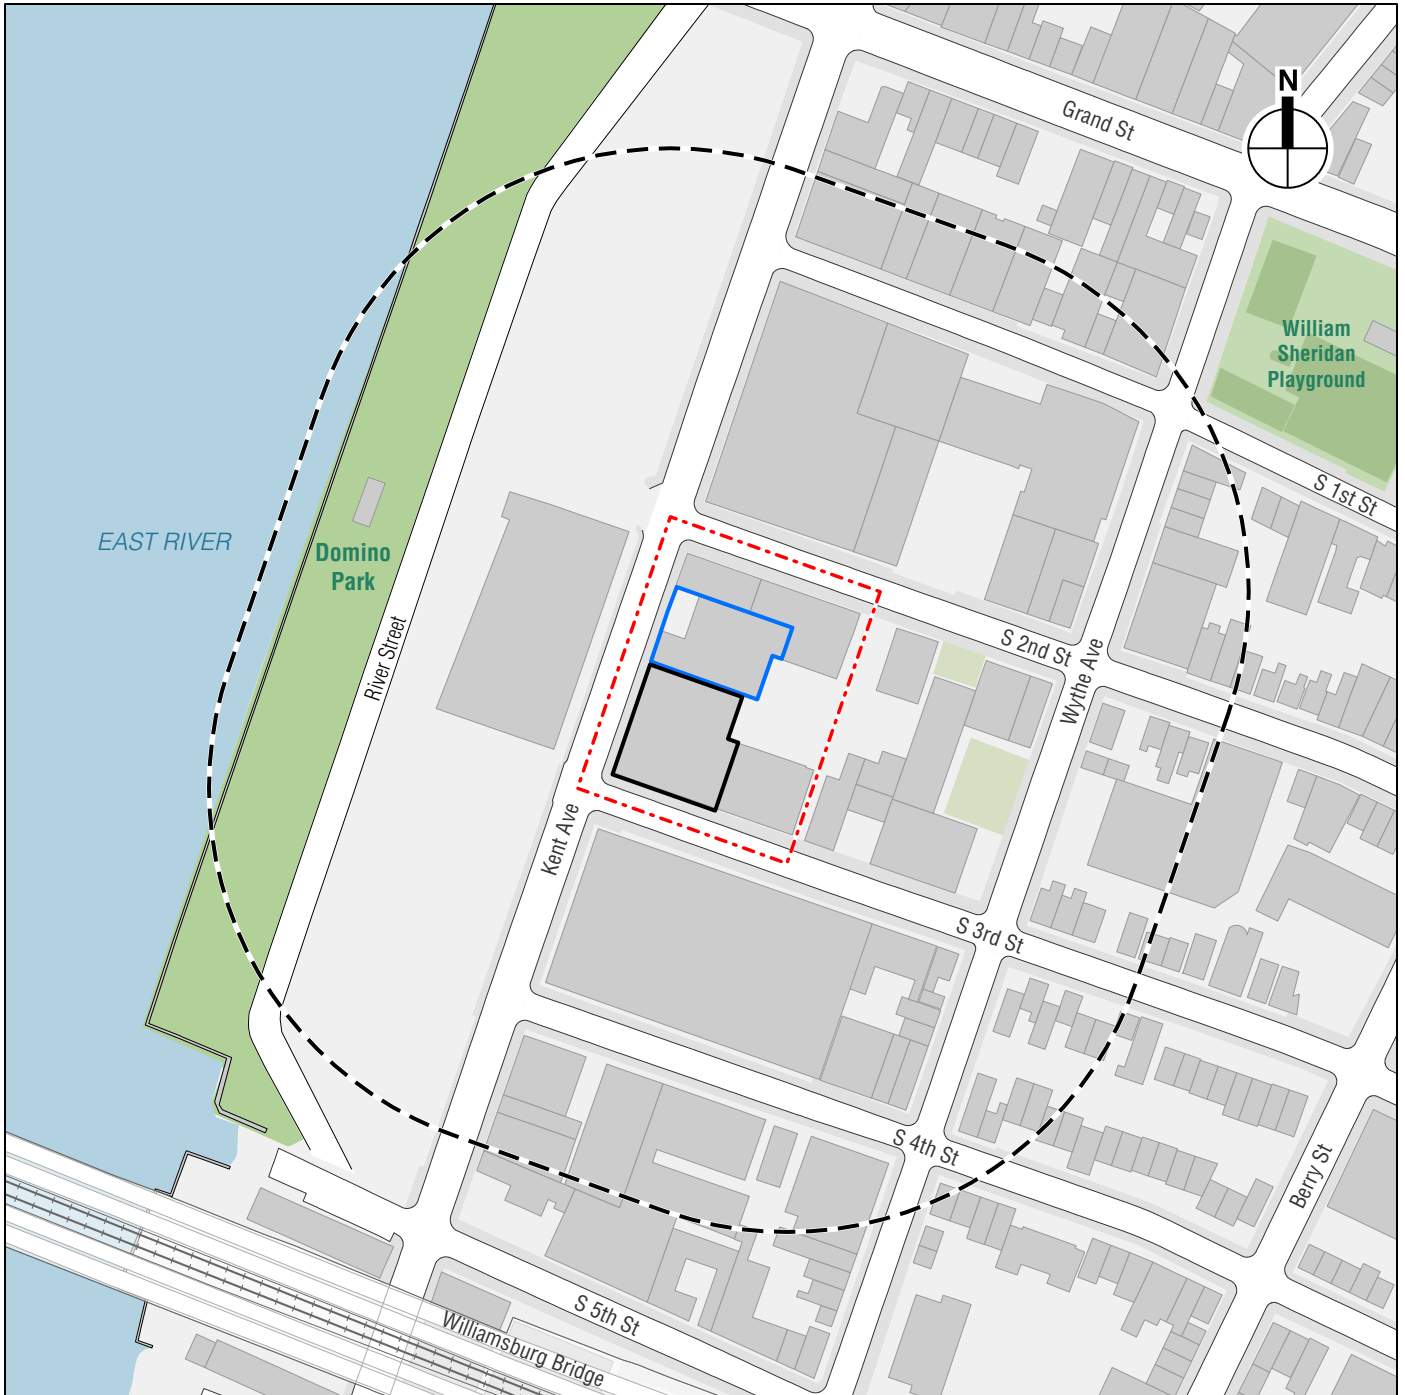 N
Grand St
William
Sheridan
Playground
S 1st St
EAST RIVER
Domino
Park
River Street
S 2nd St
Wythe Ave
Kent Ave
S 3rd St
S 4th St
Berry St
S 5th St
Williamsburg Bridge